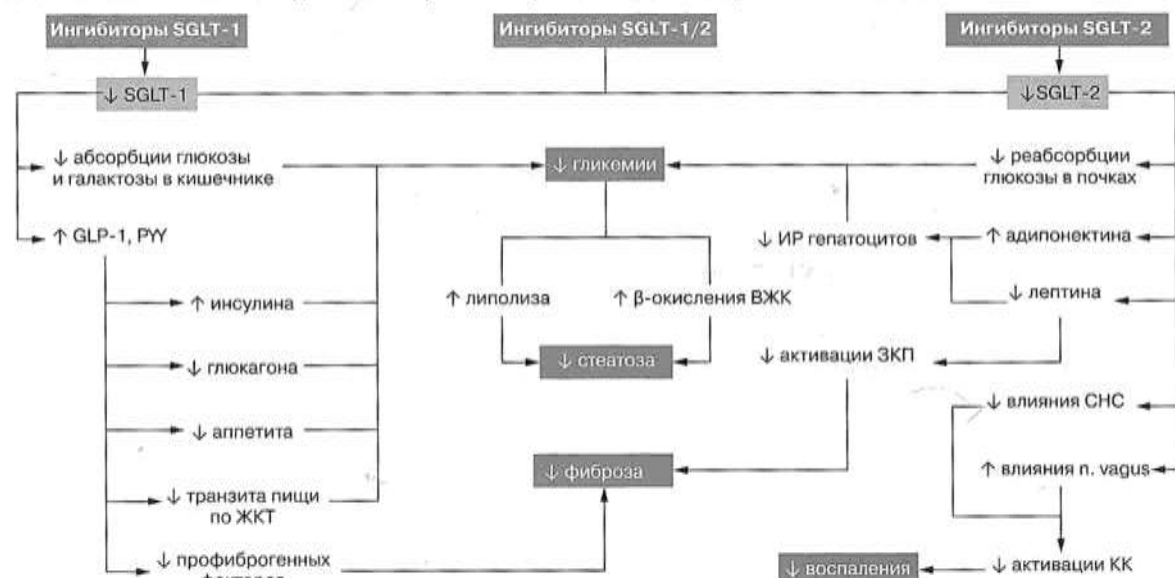 Ингибиторы SGLT-1
Ингибиторы SGLT-1/2
Ингибиторы SGLT-2
↓ SGLT-1
↓SGLT-2
↓ абсорбции глюкозы
и галактозы в кишечнике
↓ гликемии
↓ реабсорбции
глюкозы в почках
↑ GLP-1, PYY
↓ ИР гепатоцитов
↑ адипонектина
↑ инсулина
↑ липолиза
↑ β-окисления ВЖК
↓ лептина
↓ глюкагона
↓ стеатоза
↓ активации ЗКП
↓ аппетита
↓ влияния СНС
↓ фиброза
↑ влияния n. vagus
↓ транзита пищи
по ЖКТ
↓ профиброгенных
↓ воспаления
↓ активации КК